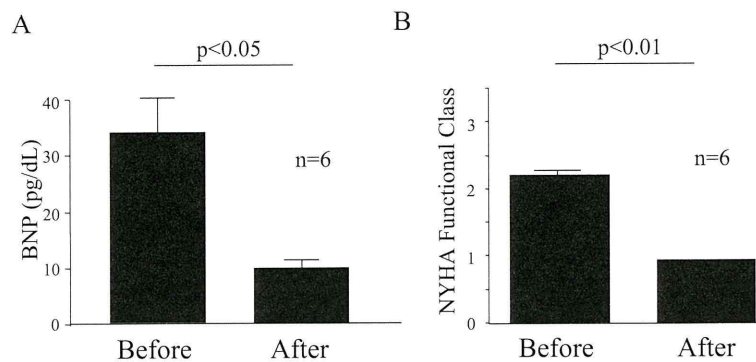 A
p<0.05
BNP (pg/dL)
40
30
20
10
0
n=6
Before After
B
p<0.01
NYHA Functional Class
3
2
1
0
n=6
Before After